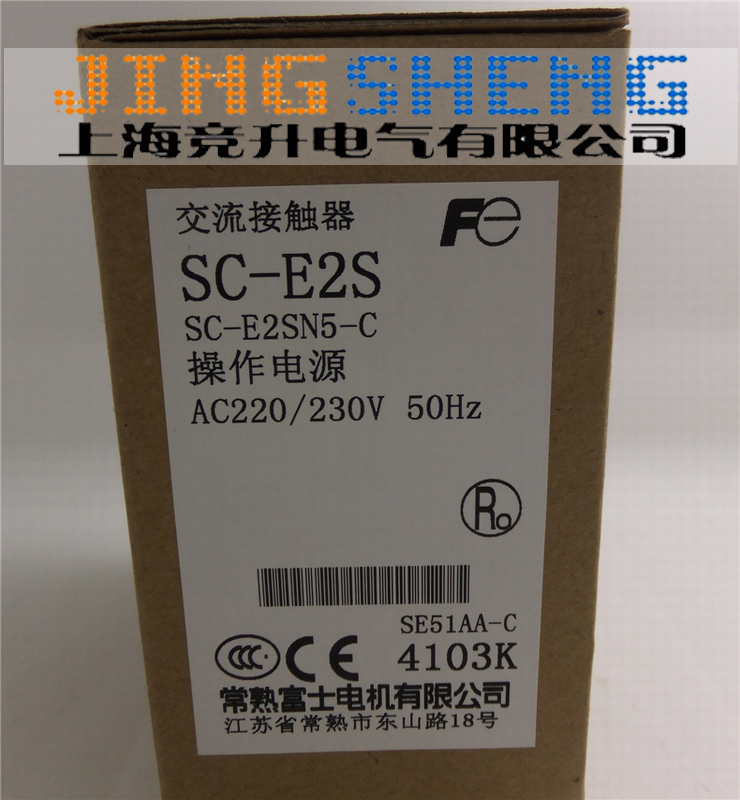 JINGSHENG
上海竞升电气有限公司
交流接触器
Fe
SC-E2S
SC-E2SN5-C
操作电源
AC220/230V 50Hz
Ro
SE51AA-C
CCC CE 4103K
常熟富士电机有限公司
江苏省常熟市东山路18号